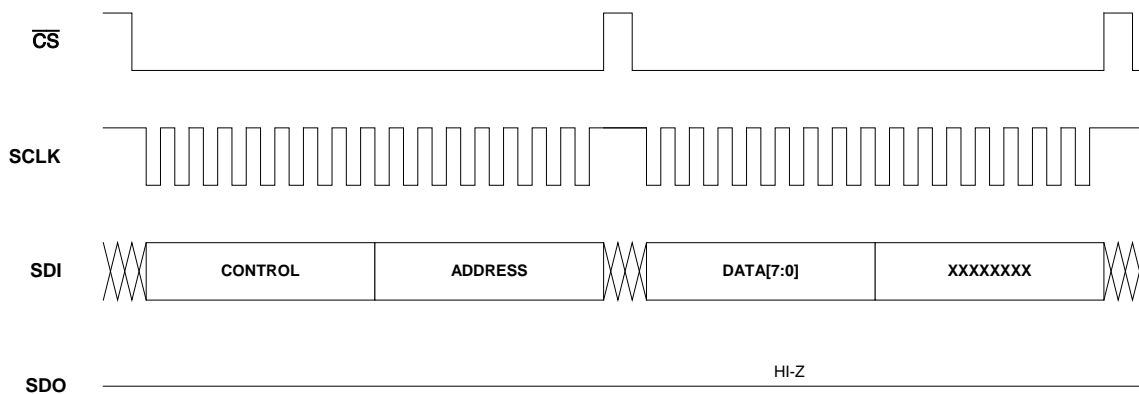 CS
SCLK
SDI
CONTROL
ADDRESS
DATA[7:0]
XXXXXXXX
HI-Z
SDO